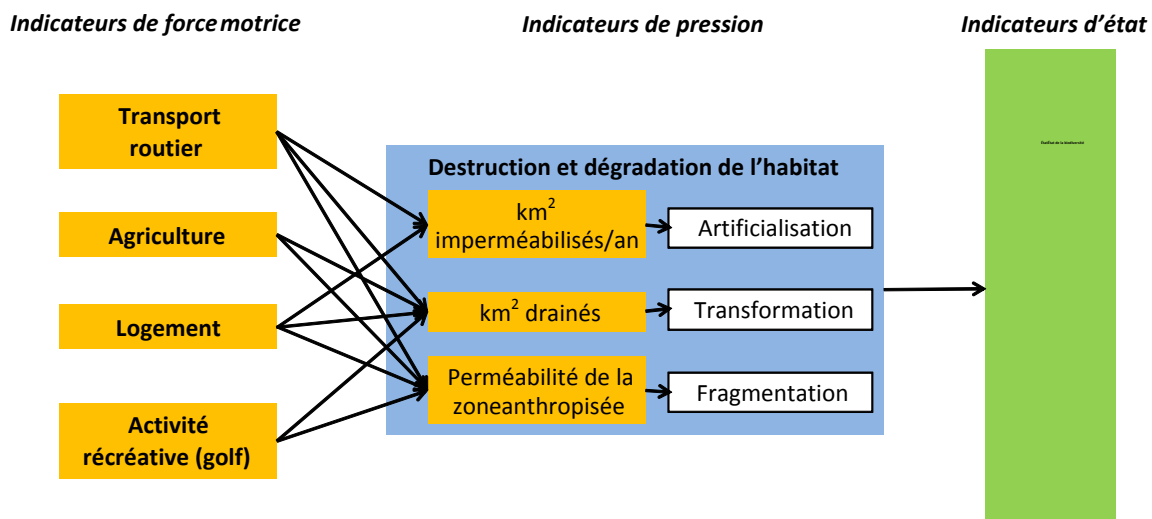 Indicateurs de force motrice
Indicateurs de pression
Indicateurs d'état
Transport
routier
Agriculture
Logement
Activité
récréative (golf)
Destruction et dégradation de l'habitat
km²
imperméabilisés/an
Artificialisation
km² drainés
Transformation
Perméabilité de la
zoneanthropisée
Fragmentation